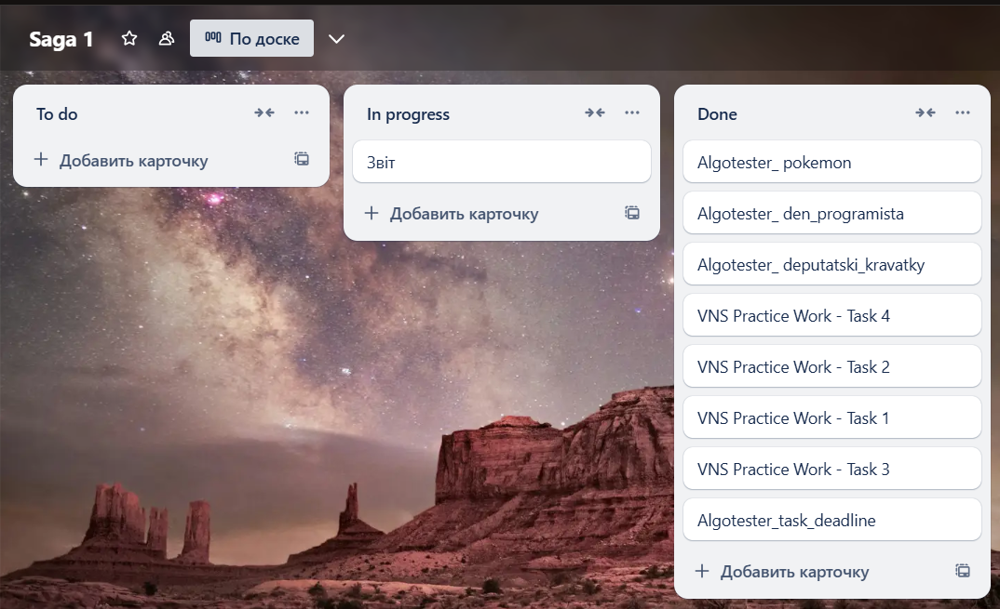 Saga 1
По доске
To do
Добавить карточку
In progress
Звіт
Добавить карточку
Done
Algotester_ pokemon
Algotester_ den_programista
Algotester_ deputatski_kravatky
VNS Practice Work - Task 4
VNS Practice Work - Task 2
VNS Practice Work - Task 1
VNS Practice Work - Task 3
Algotester_task_deadline
Добавить карточку